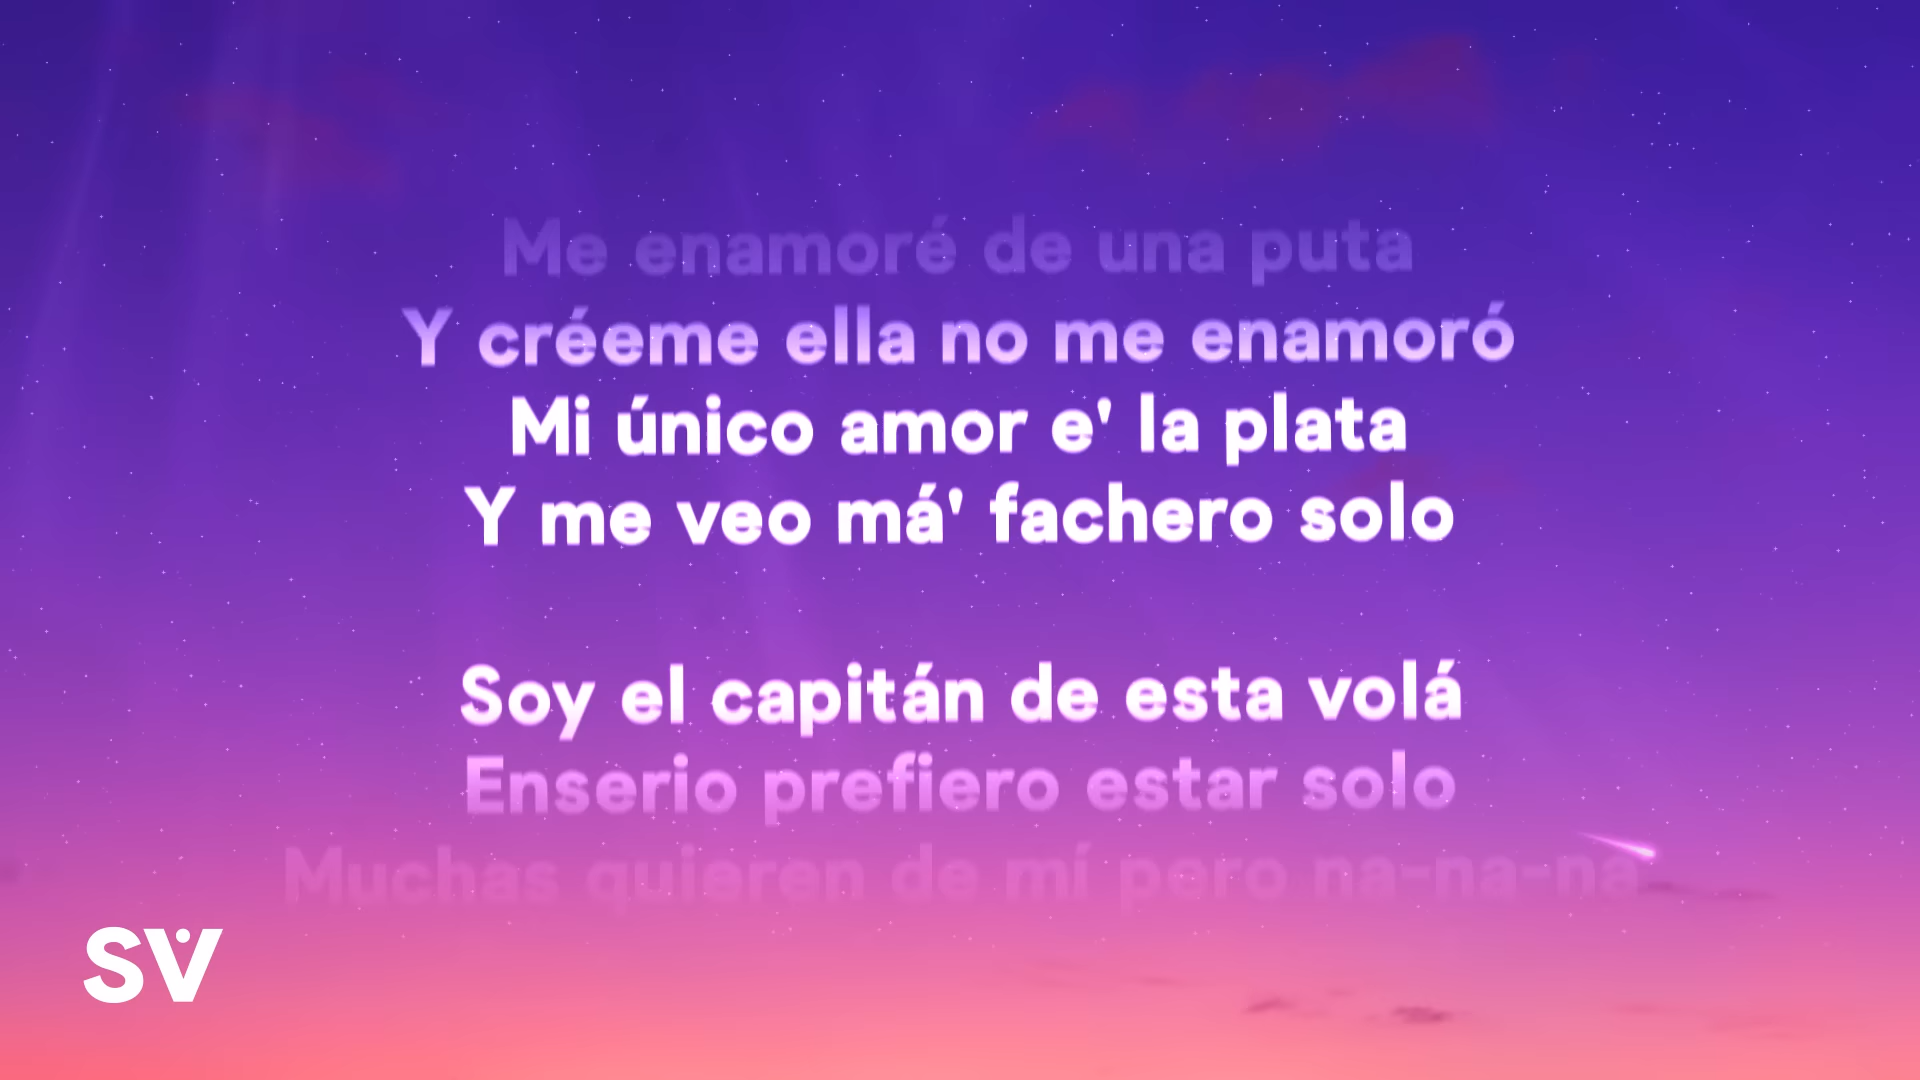 Me enamoré de una puta
Y créeme ella no me enamoró
Mi único amor e' la plata
Y me veo má' fachero solo
Soy el capitán de esta volá
Enserio prefiero estar solo
Muchas quieren de mí pero na-na-na
SV